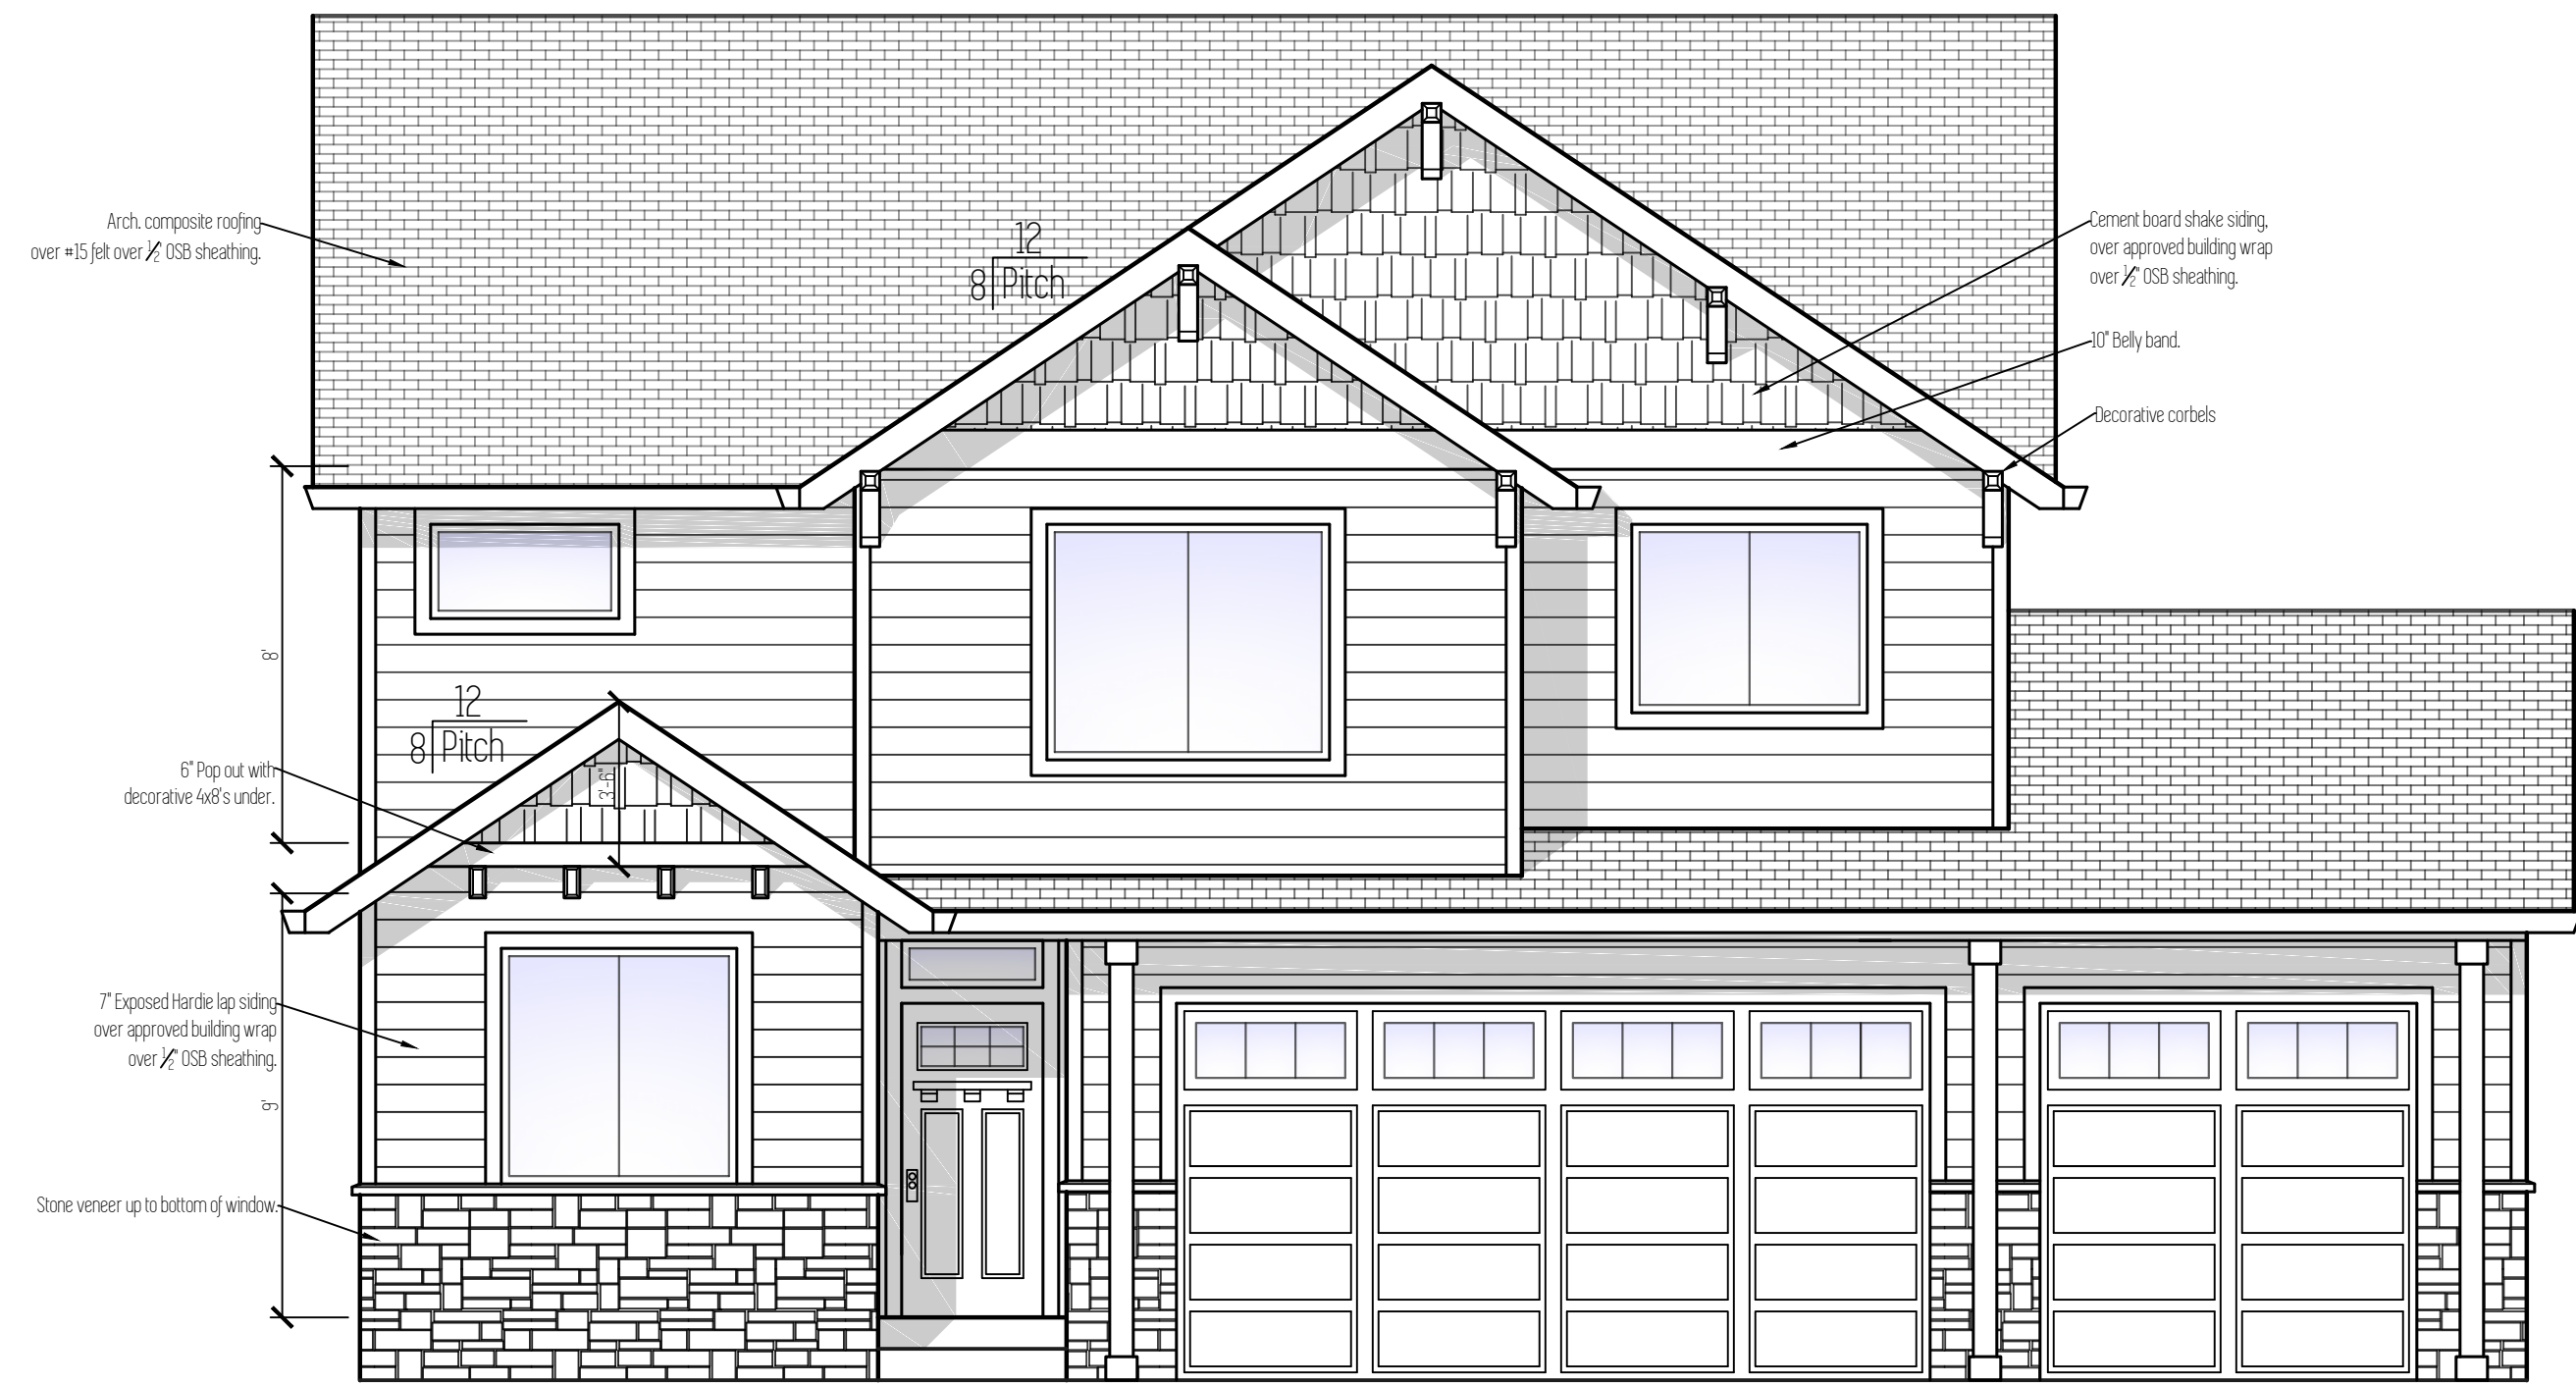 Arch. composite roofing
over #15 felt over 1/2" OSB sheathing.
12
8 Pitch
Cement board shake siding,
over approved building wrap
over 1/2" OSB sheathing.
10" Belly band.
Decorative corbels
8'
12
8 Pitch
6" Pop out with
decorative 4x8's under.
3'-6"
7" Exposed Hardie lap siding
over approved building wrap
over 1/2" OSB sheathing.
9'
Stone veneer up to bottom of window.